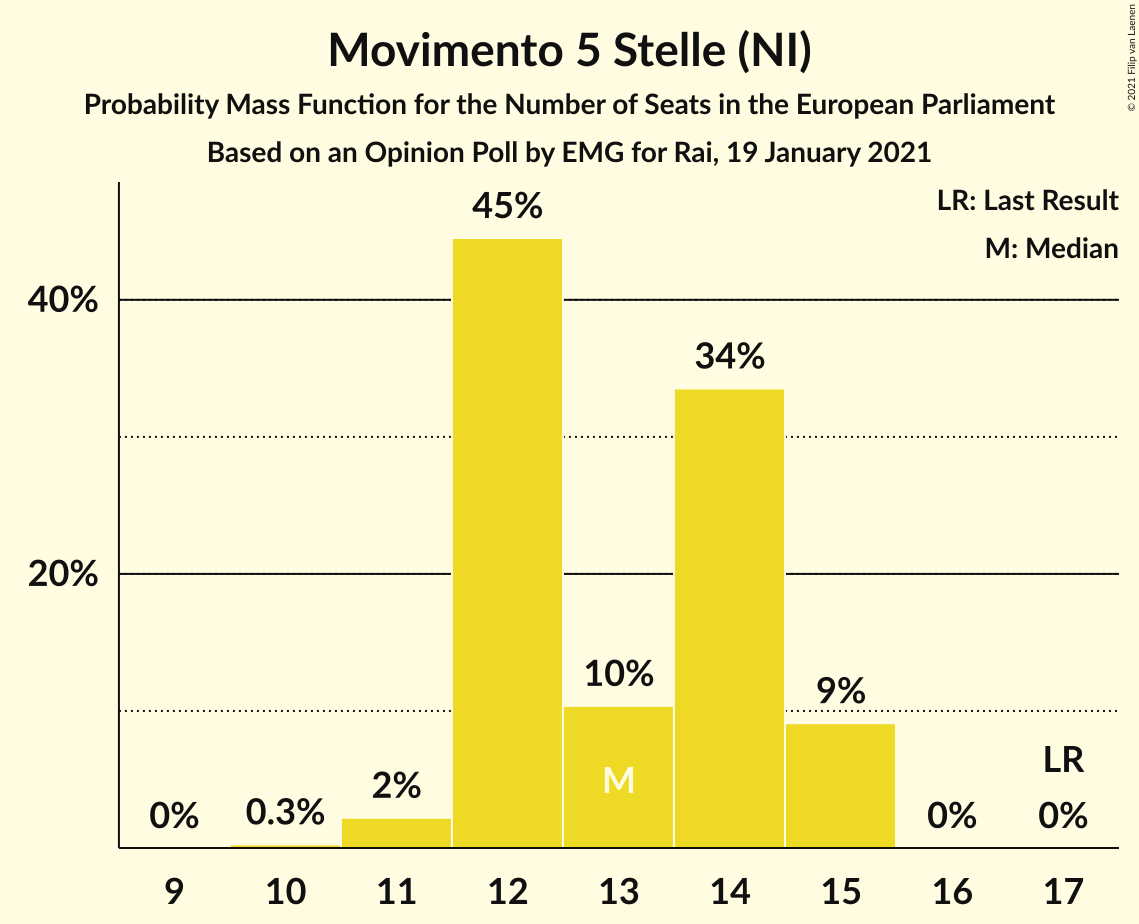 Movimento 5 Stelle (NI)
Probability Mass Function for the Number of Seats in the European Parliament
Based on an Opinion Poll by EMG for Rai, 19 January 2021
© 2021 Filip van Laenen
LR: Last Result
M: Median
40%
20%
0%
0.3%
2%
45%
10%
M
34%
9%
0%
LR
0%
9 10 11 12 13 14 15 16 17